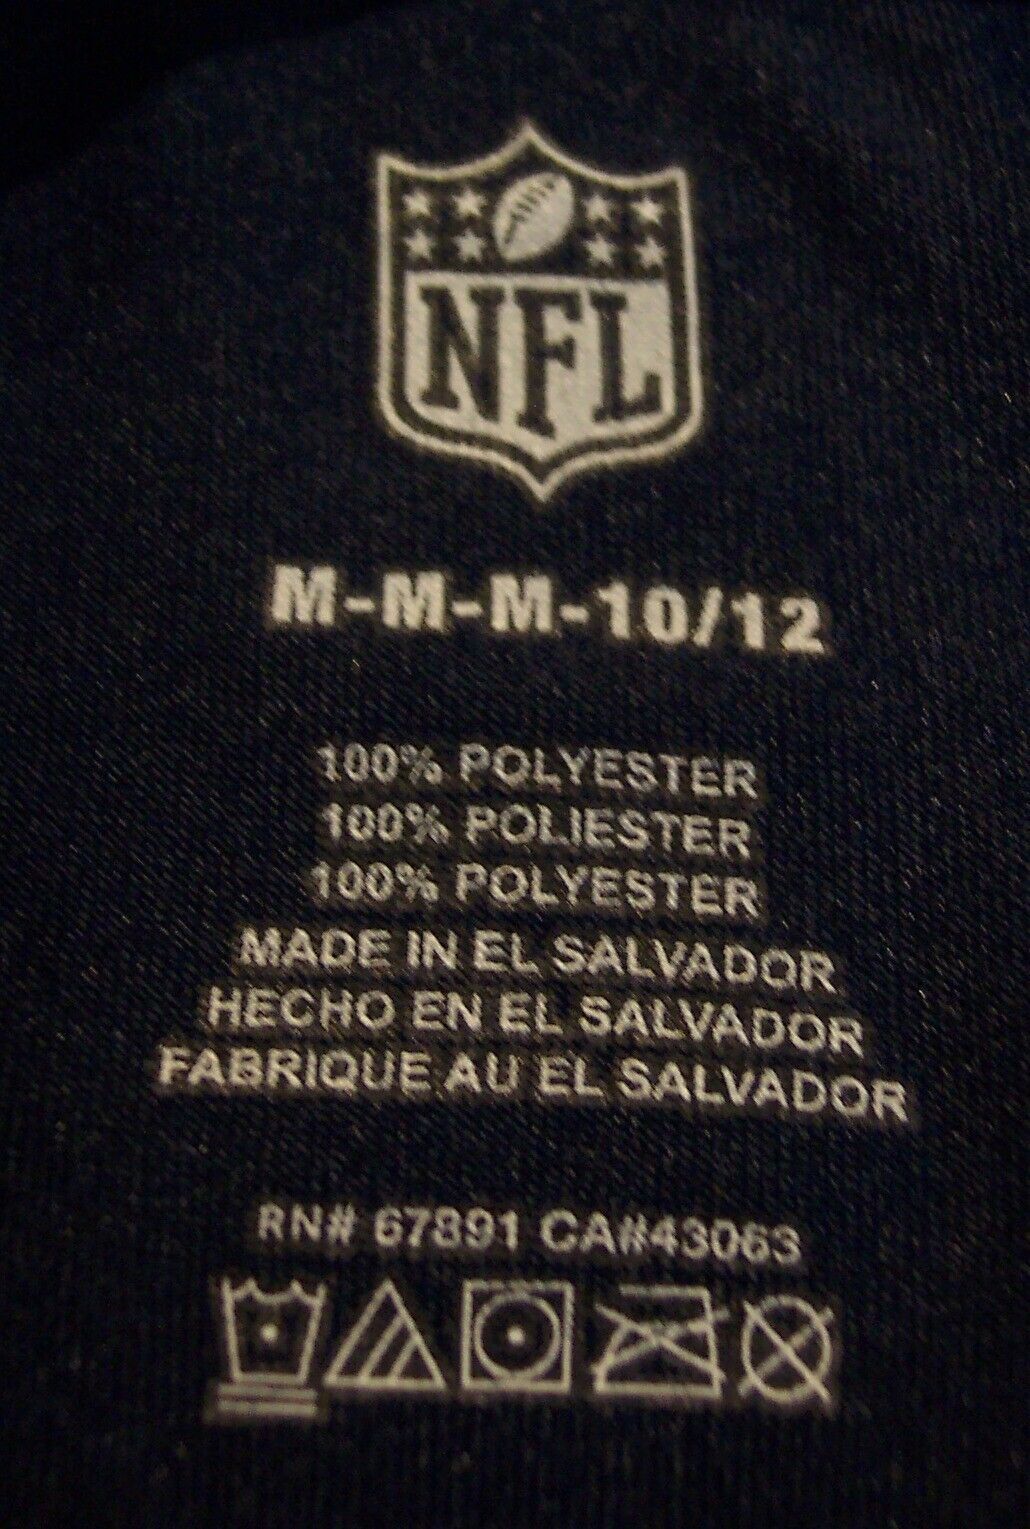 NFL
M-M-M-10/12
100% POLYESTER
100% POLIESTER
100% POLYESTER
MADE IN EL SALVADOR
HECHO EN EL SALVADOR
FABRIQUE AU EL SALVADOR
RN# 67891 CA#43063